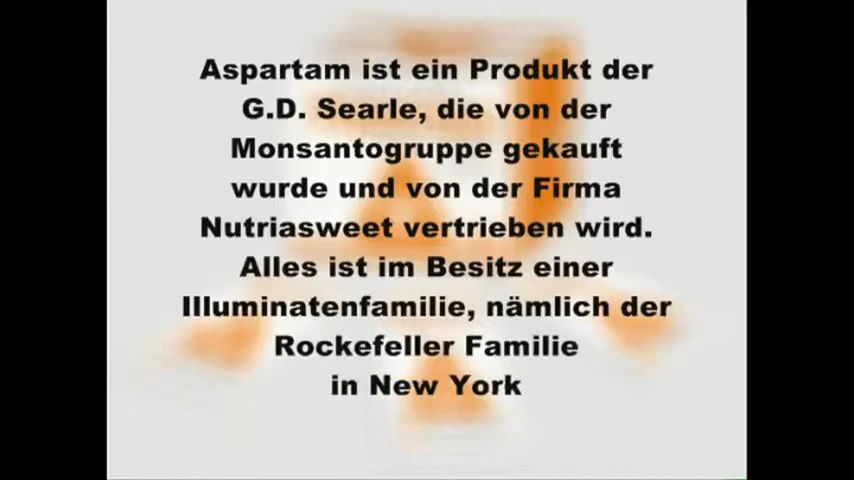 Aspartam ist ein Produkt der
G.D. Searle, die von der
Monsantogruppe gekauft
wurde und von der Firma
Nutriasweet vertrieben wird.
Alles ist im Besitz einer
Illuminatenfamilie, nämlich der
Rockefeller Familie
in New York